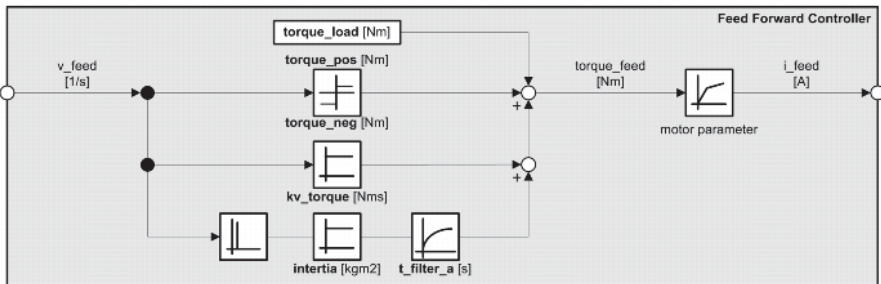 Feed Forward Controller
torque_load [Nm]
v_feed
[1/s]
torque_pos [Nm]
torque_neg [Nm]
+
torque_feed
[Nm]
motor parameter
i_feed
[A]
kv_torque [Nms]
+
intertia [kgm2]
t_filter_a [s]